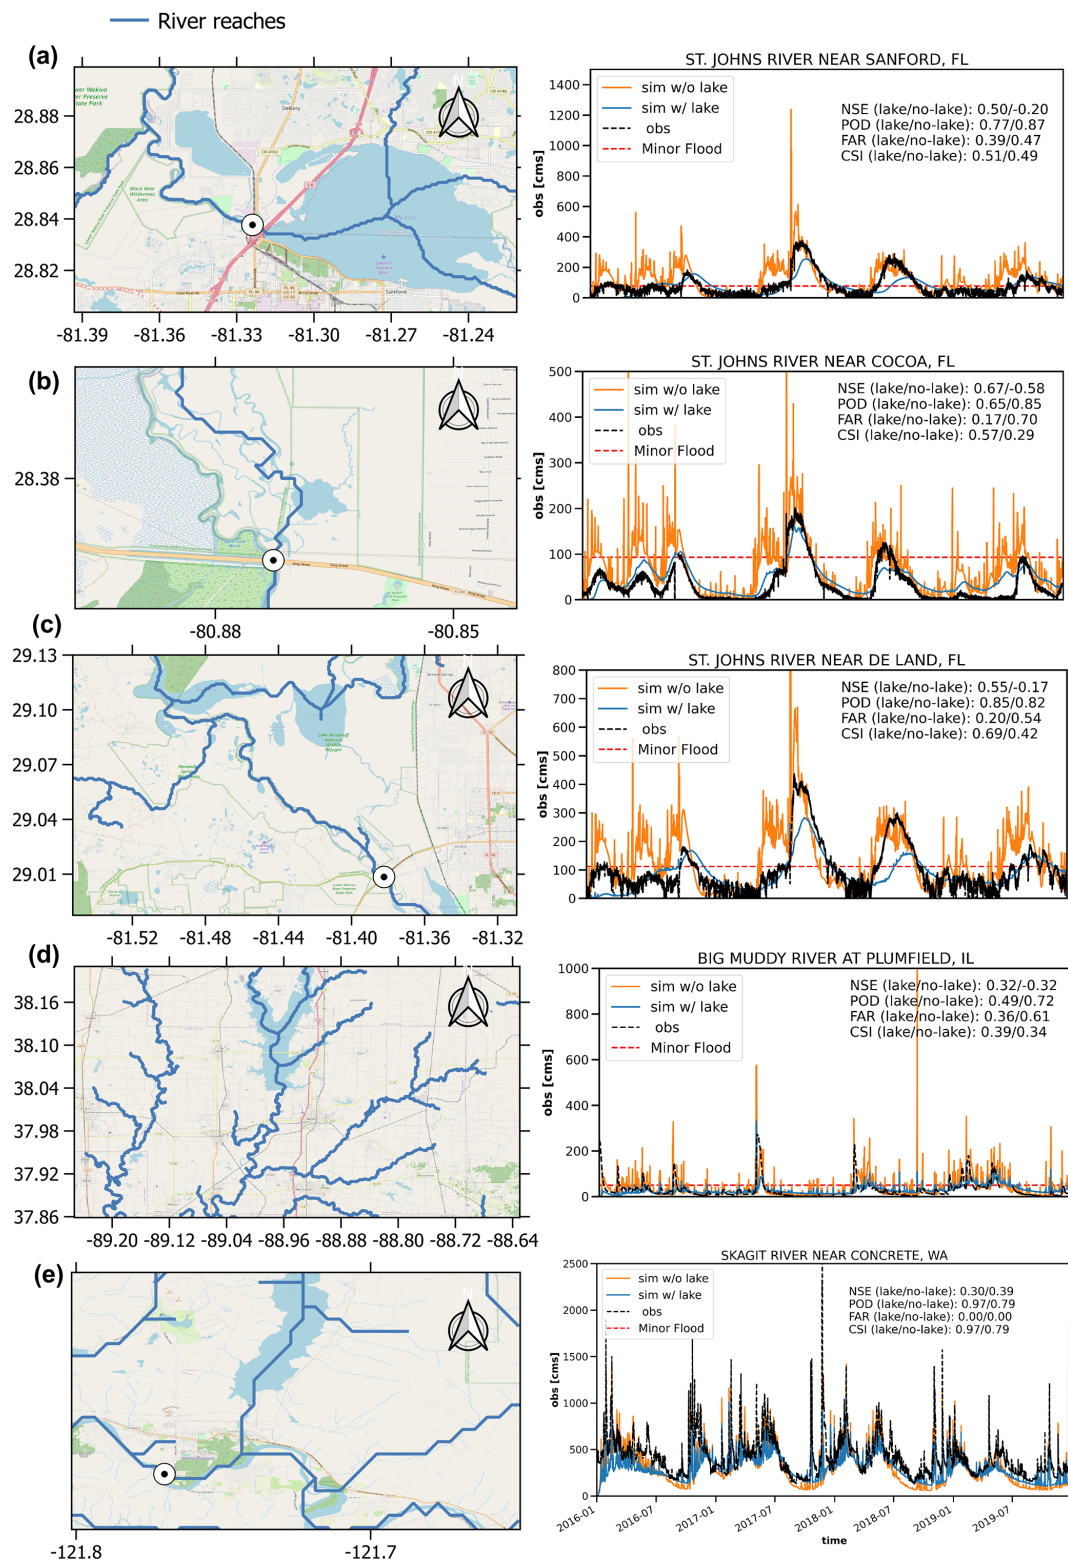 River reaches
(a)
28.88
28.86
28.84
28.82
-81.39
-81.36
-81.33
-81.30
-81.27
-81.24
N
DeBary
Sanford
ST. JOHNS RIVER NEAR SANFORD, FL
sim w/o lake
sim w/ lake
obs
Minor Flood
NSE (lake/no-lake): 0.50/-0.20
POD (lake/no-lake): 0.77/0.87
FAR (lake/no-lake): 0.39/0.47
CSI (lake/no-lake): 0.51/0.49
obs [cms]
1400
1200
1000
800
600
400
200
0
(b)
28.38
-80.88
-80.85
ST. JOHNS RIVER NEAR COCOA, FL
sim w/o lake
sim w/ lake
obs
Minor Flood
NSE (lake/no-lake): 0.67/-0.58
POD (lake/no-lake): 0.65/0.85
FAR (lake/no-lake): 0.17/0.70
CSI (lake/no-lake): 0.57/0.29
obs [cms]
500
400
300
200
100
0
(c)
29.13
29.10
29.07
29.04
29.01
-81.52
-81.48
-81.44
-81.40
-81.36
-81.32
ST. JOHNS RIVER NEAR DE LAND, FL
sim w/o lake
sim w/ lake
obs
Minor Flood
NSE (lake/no-lake): 0.55/-0.17
POD (lake/no-lake): 0.85/0.82
FAR (lake/no-lake): 0.20/0.54
CSI (lake/no-lake): 0.69/0.42
obs [cms]
800
700
600
500
400
300
200
100
0
(d)
38.16
38.10
38.04
37.98
37.92
37.86
-89.20
-89.12
-89.04
-88.96
-88.88
-88.80
-88.72
-88.64
BIG MUDDY RIVER AT PLUMFIELD, IL
sim w/o lake
sim w/ lake
obs
Minor Flood
NSE (lake/no-lake): 0.32/-0.32
POD (lake/no-lake): 0.49/0.72
FAR (lake/no-lake): 0.36/0.61
CSI (lake/no-lake): 0.39/0.34
obs [cms]
1000
800
600
400
200
0
(e)
-121.8
-121.7
SKAGIT RIVER NEAR CONCRETE, WA
sim w/o lake
sim w/ lake
obs
Minor Flood
NSE (lake/no-lake): 0.30/0.39
POD (lake/no-lake): 0.97/0.79
FAR (lake/no-lake): 0.00/0.00
CSI (lake/no-lake): 0.97/0.79
obs [cms]
2500
2000
1500
1000
500
0
2016-01
2016-07
2017-01
2017-07
2018-01
2018-07
2019-01
2019-07
time